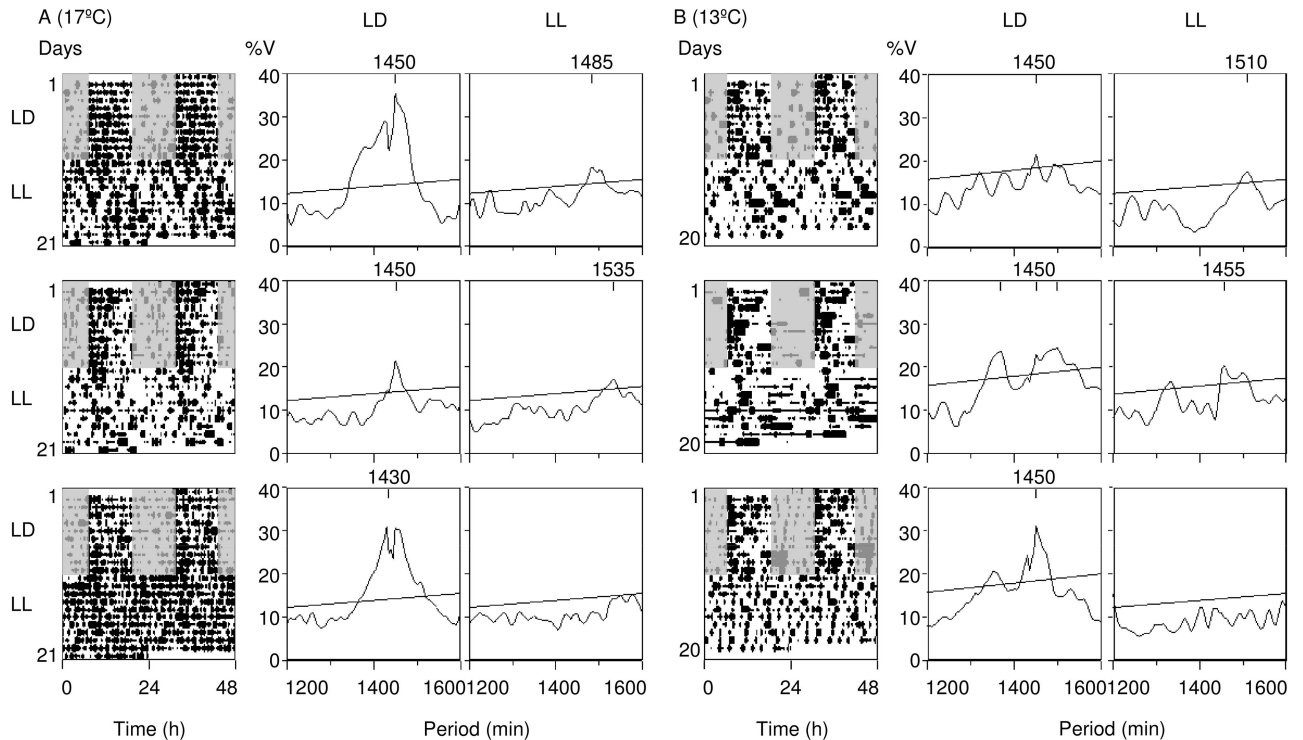 A (17ºC) LD LL B (13ºC) LD LL
Days %V 1450 1485 Days %V 1450 1510
1 40 1 40
LD 30 30
20 20
LL 10 10
21 0 20 0
1450 1535 1450 1455
1 40 1 40
LD 30 30
20 20
LL 10 10
21 0 20 0
1430 1450
1 40 1 40
LD 30 30
20 20
LL 10 10
21 0 20 0
0 24 48 1200 1400 1600 1200 1400 1600 0 24 48 1200 1400 1600 1200 1400 1600
Time (h) Period (min) Time (h) Period (min)